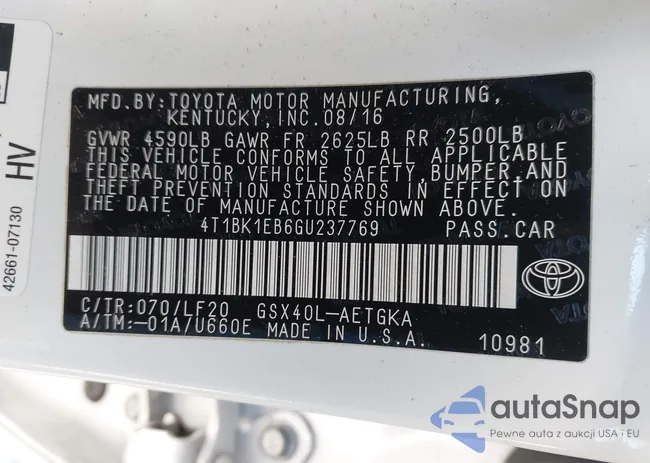 MFD.BY:TOYOTA MOTOR MANUFACTURING,
KENTUCKY, INC.08/16
GVWR 4590LB GAWR FR 2625LB RR 2500LB
THIS VEHICLE CONFORMS TO ALL APPLICABLE
FEDERAL MOTOR VEHICLE SAFETY, BUMPER, AND
THEFT PREVENTION STANDARDS IN EFFECT ON
THE DATE OF MANUFACTURE SHOWN ABOVE.
4T1BK1EB6GU237769 PASS.CAR
C/TR:070/LF20 GSX40L-AETGKA
A/TM:-01A/U660E MADE IN U.S.A.
10981
42661-07130
HV
autaSnap
Pewne auta z aukcji USA i EU